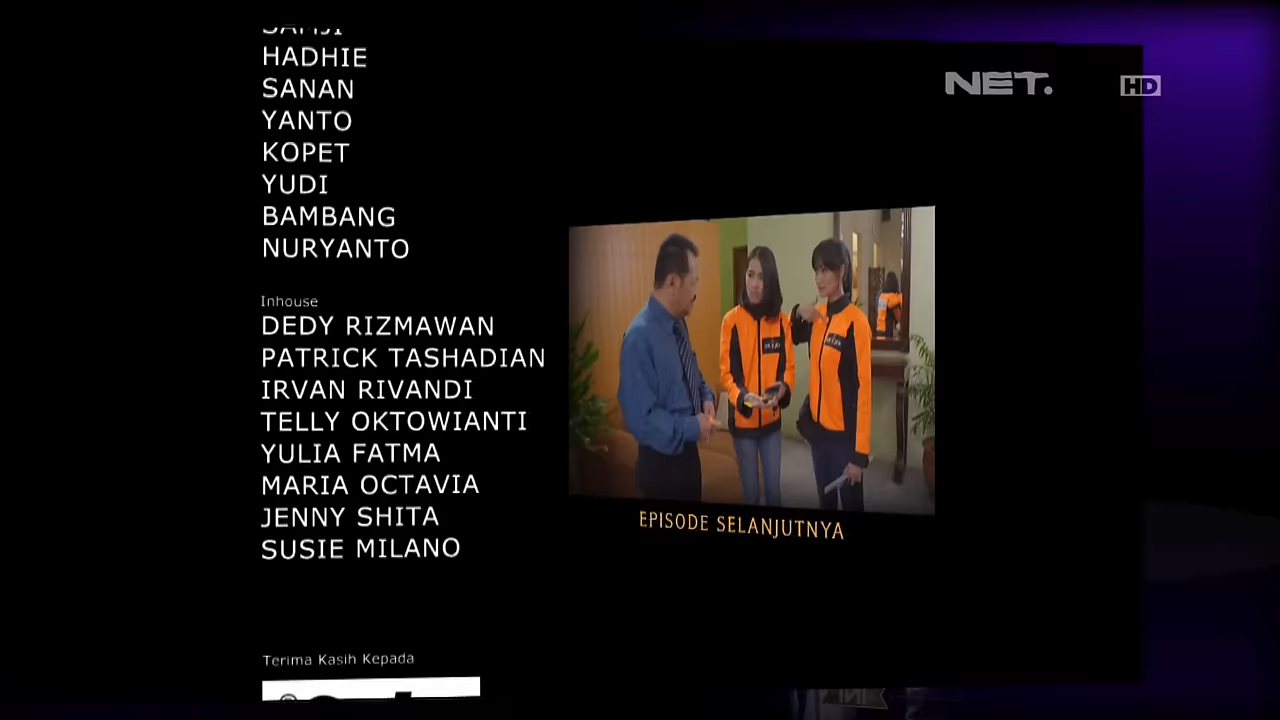 SAMJI
HADHIE
SANAN
YANTO
KOPET
YUDI
BAMBANG
NURYANTO
Inhouse
DEDY RIZMAWAN
PATRICK TASHADIAN
IRVAN RIVANDI
TELLY OKTOWIANTI
YULIA FATMA
MARIA OCTAVIA
JENNY SHITA
SUSIE MILANO
Terima Kasih Kepada
NET.
HD
EPISODE SELANJUTNYA